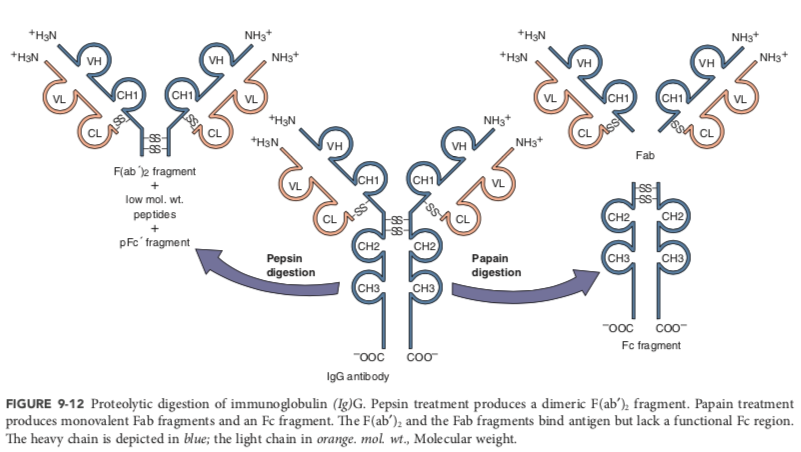 ⁺H₃N
⁺H₃N
VH
VL
CH1
CL
SS
SS
SS
NH₃⁺
NH₃⁺
VH
CH1
VL
CL
SS
F(ab´)₂ fragment
+
low mol. wt.
peptides
+
pFc´ fragment
Pepsin
digestion
⁺H₃N
⁺H₃N
VH
VL
CH1
CL
SS
SS
SS
NH₃⁺
NH₃⁺
VH
CH1
VL
CL
SS
CH2
CH2
CH3
CH3
⁻OOC
COO⁻
IgG antibody
Papain
digestion
⁺H₃N
⁺H₃N
VH
VL
CH1
CL
SS
NH₃⁺
NH₃⁺
VH
CH1
VL
CL
SS
Fab
SS
SS
CH2
CH2
CH3
CH3
⁻OOC
COO⁻
Fc fragment
FIGURE 9-12 Proteolytic digestion of immunoglobulin (Ig)G. Pepsin treatment produces a dimeric F(ab′)₂ fragment. Papain treatment
produces monovalent Fab fragments and an Fc fragment. The F(ab′)₂ and the Fab fragments bind antigen but lack a functional Fc region.
The heavy chain is depicted in blue; the light chain in orange. mol. wt., Molecular weight.